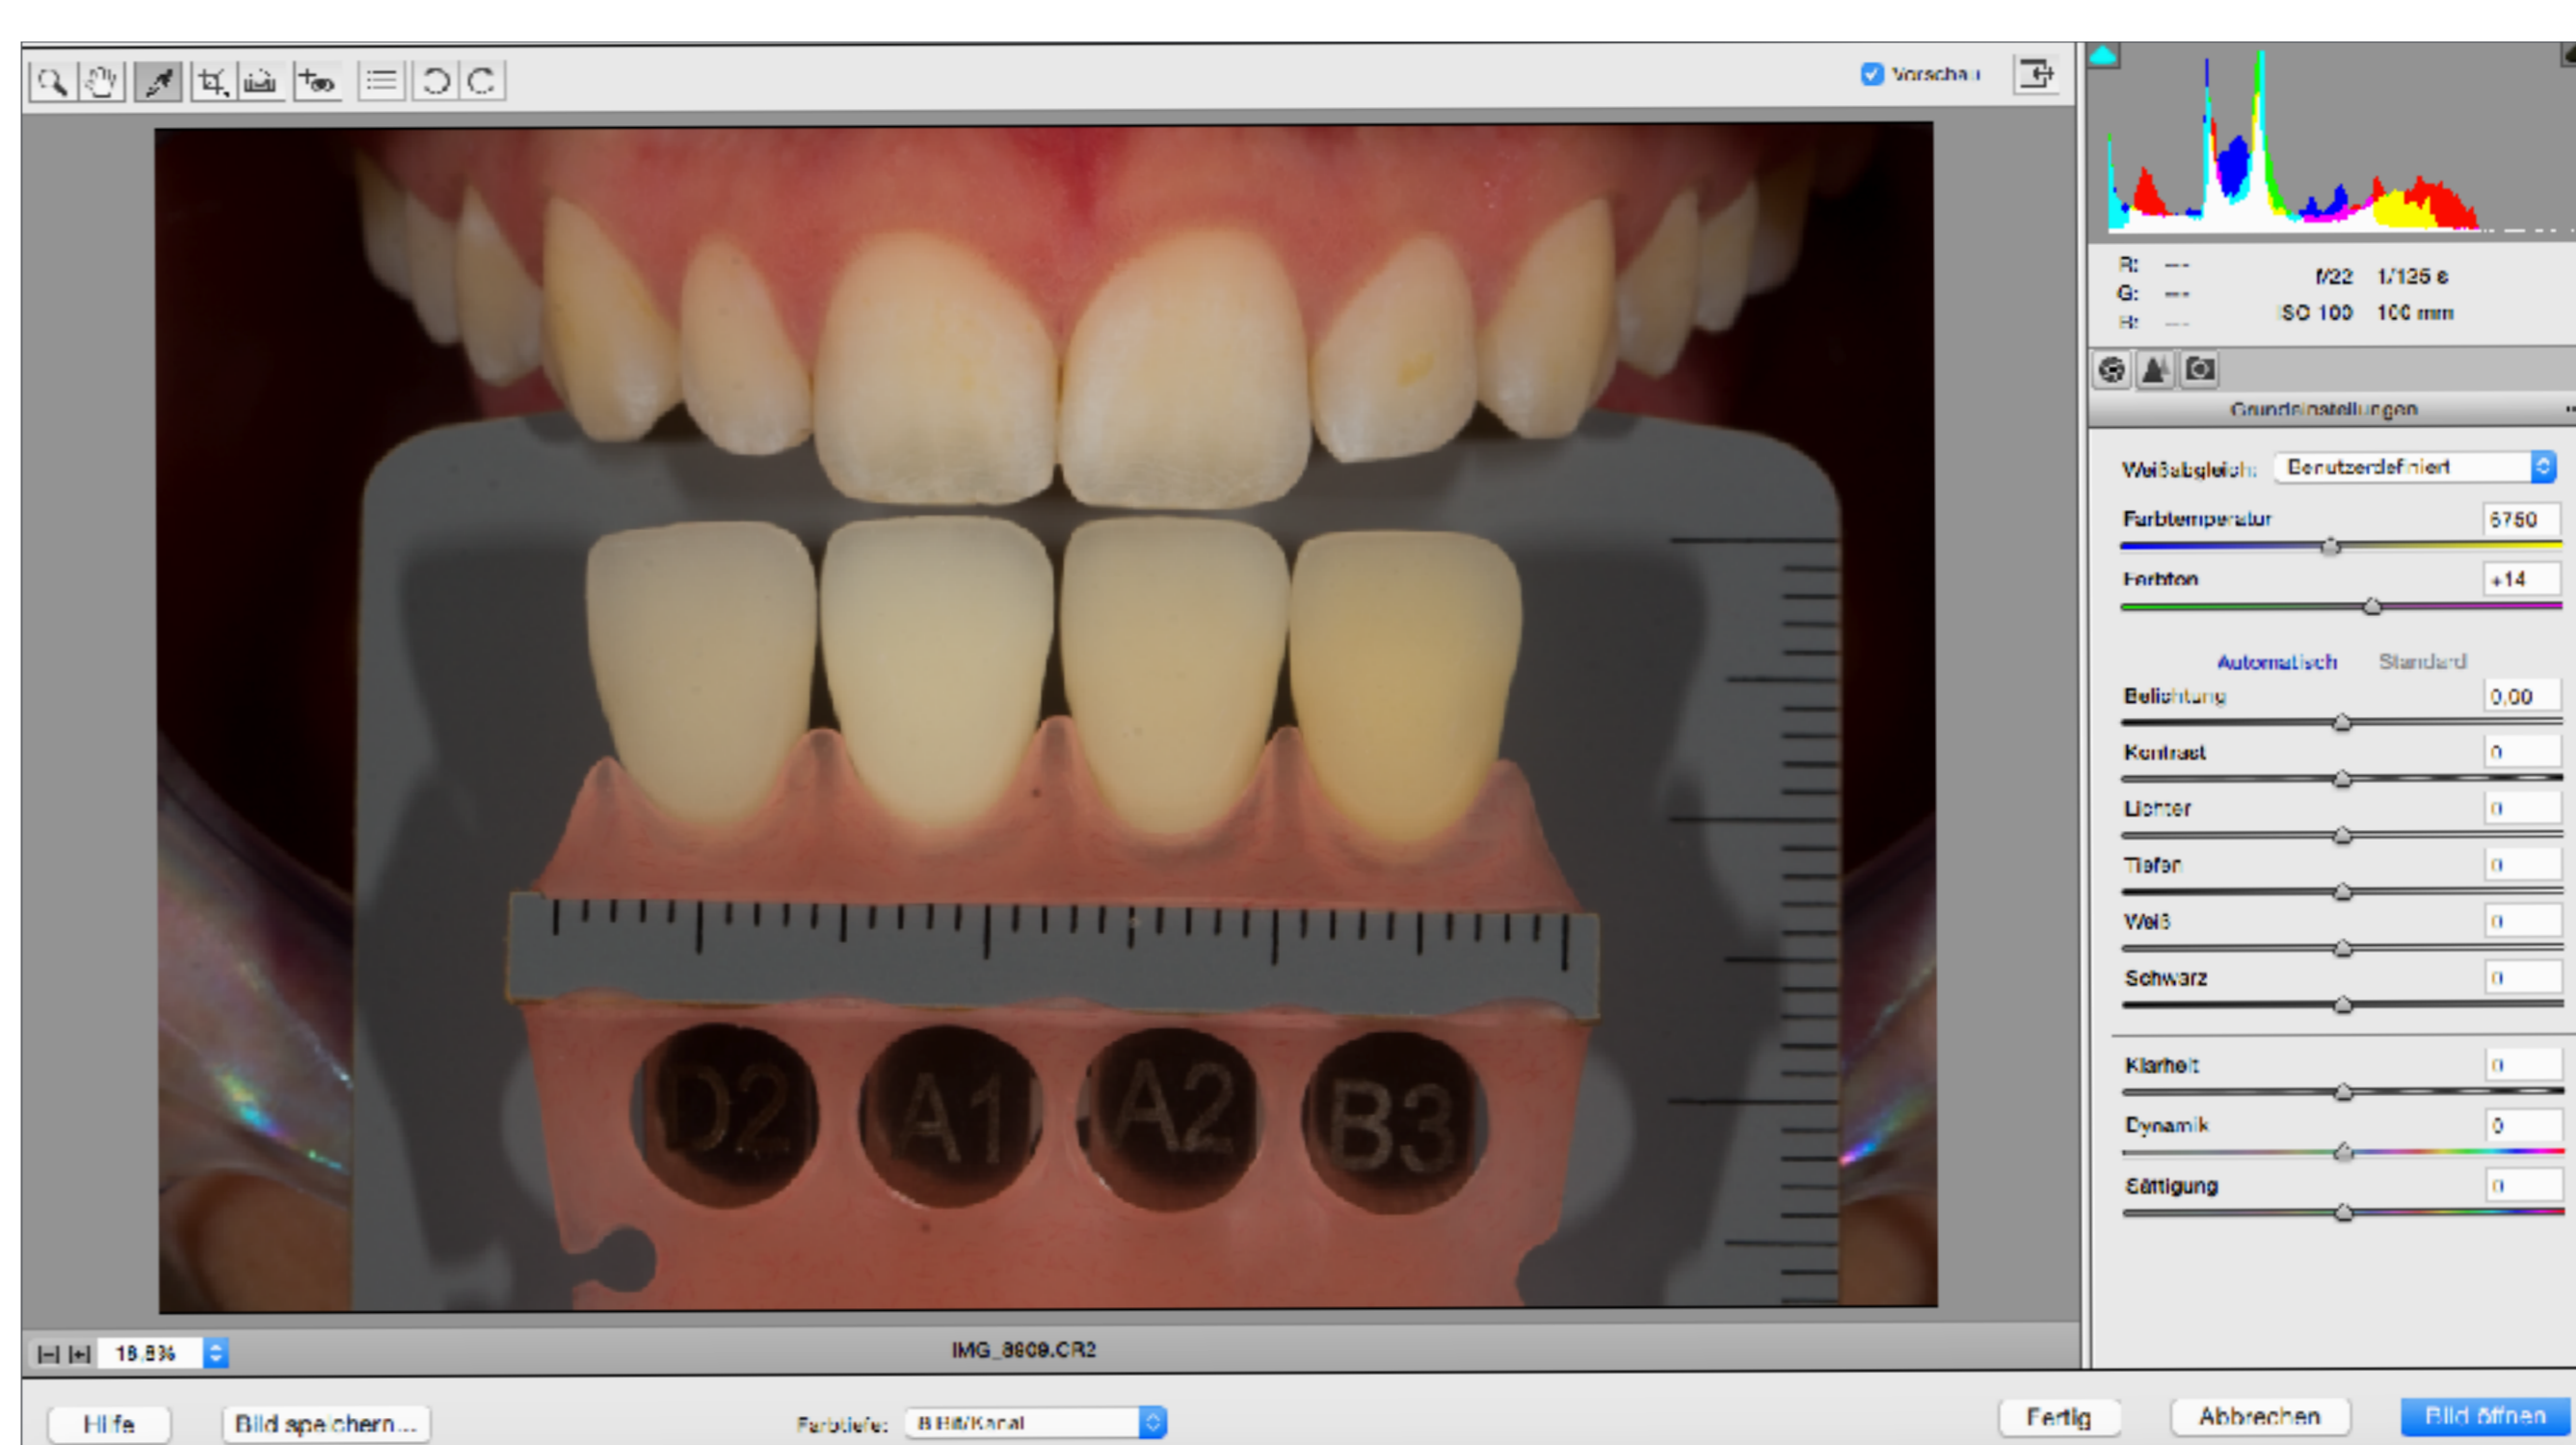 Vorschau
R: ---
f/22 1/125 s
G: ---
ISO 100 100 mm
B: ---
Grundeinstellungen
Weißabgleich: Benutzerdefiniert
Farbtemperatur
Farbton +14
Automatisch Standard
Belichtung 0,00
Kontrast 0
Lichter 0
Tiefen 0
Weiß 0
Schwarz 0
Klarheit 0
Dynamik 0
Sättigung 0
D2 A1 A2 B3
IMG_8909.CR2
Hilfe
Bild speichern...
Farbtiefe: 8 Bit/Kanal
Fertig
Abbrechen
Bild öffnen